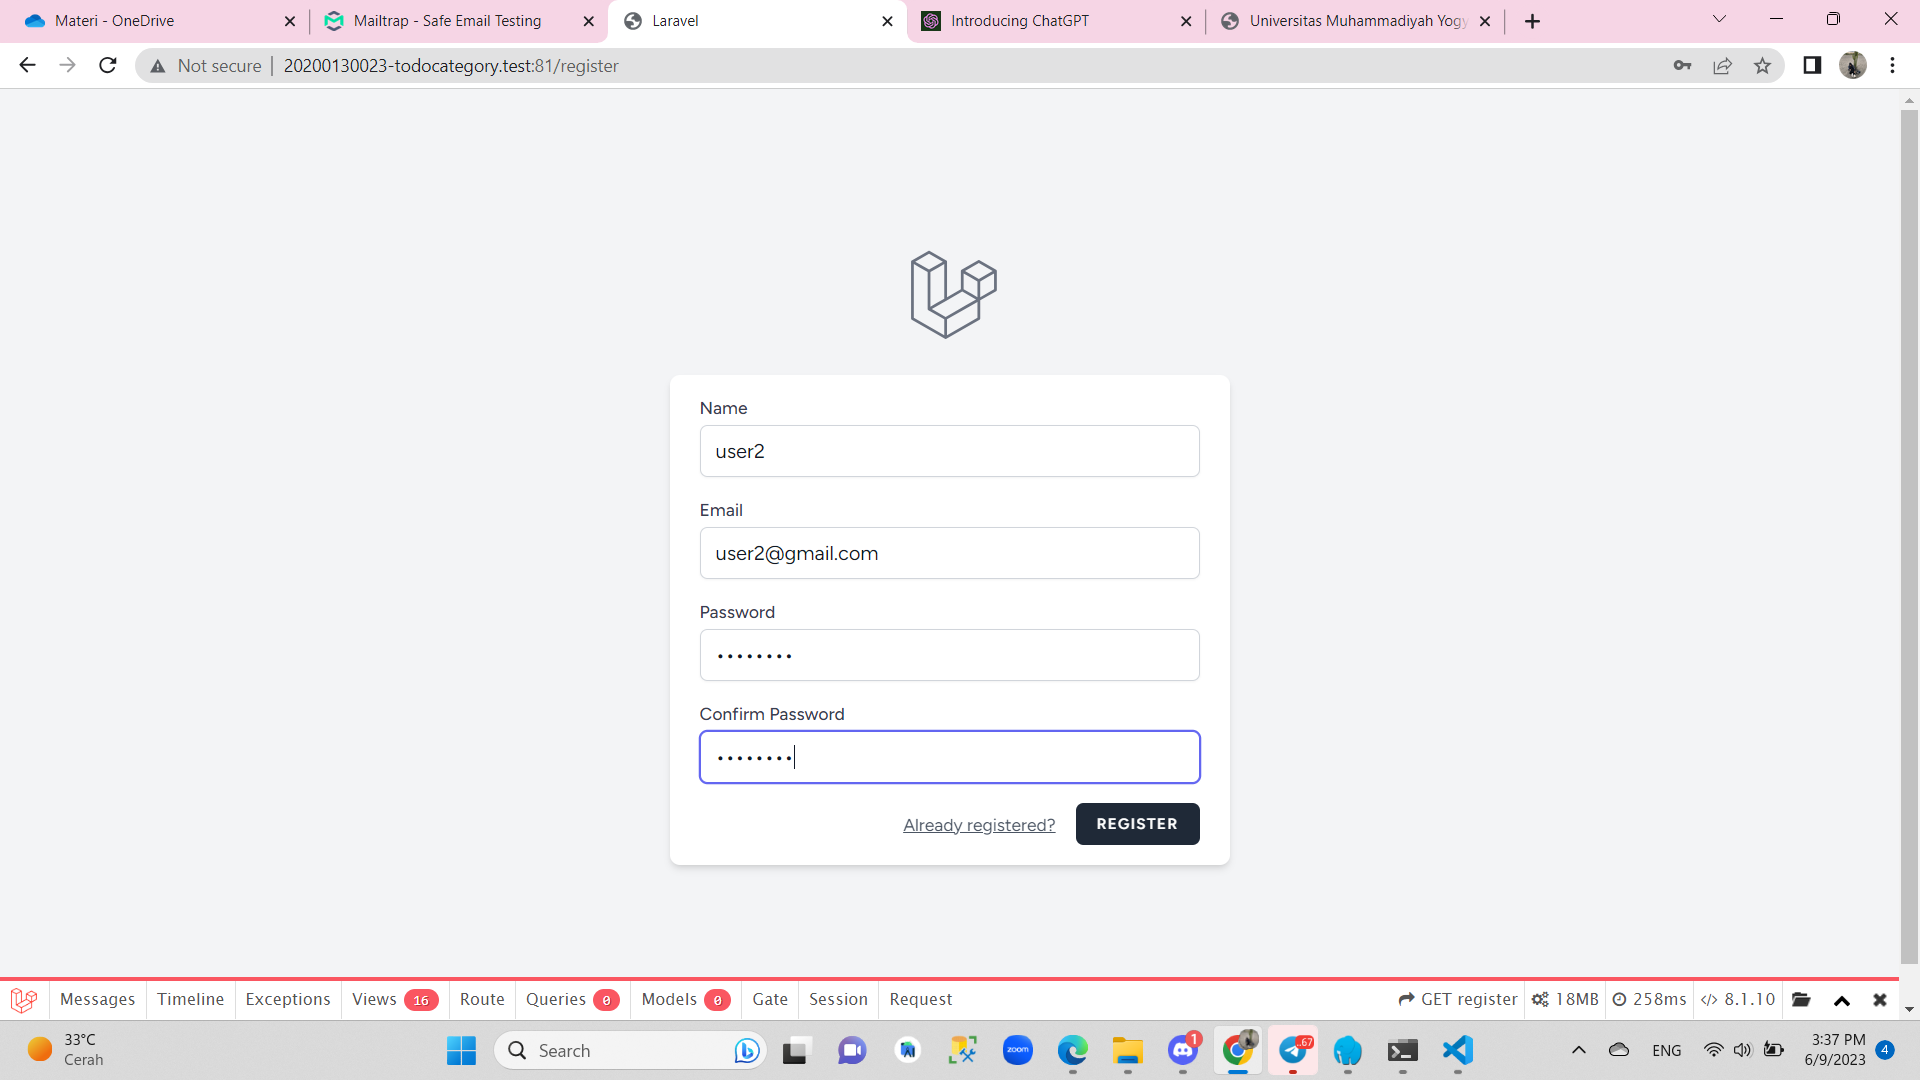 Materi - OneDrive
Mailtrap - Safe Email Testing
Laravel
Introducing ChatGPT
Universitas Muhammadiyah Yogy
Not secure
20200130023-todocategory.test:81/register
Name
user2
Email
user2@gmail.com
Password
••••••••
Confirm Password
••••••••
Already registered?
REGISTER
Messages
Timeline
Exceptions
Views 16
Route
Queries 0
Models 0
Gate
Session
Request
GET register
18MB
258ms
8.1.10
33°C
Cerah
Search
zoom
1
67
ENG
3:37 PM
6/9/2023
4